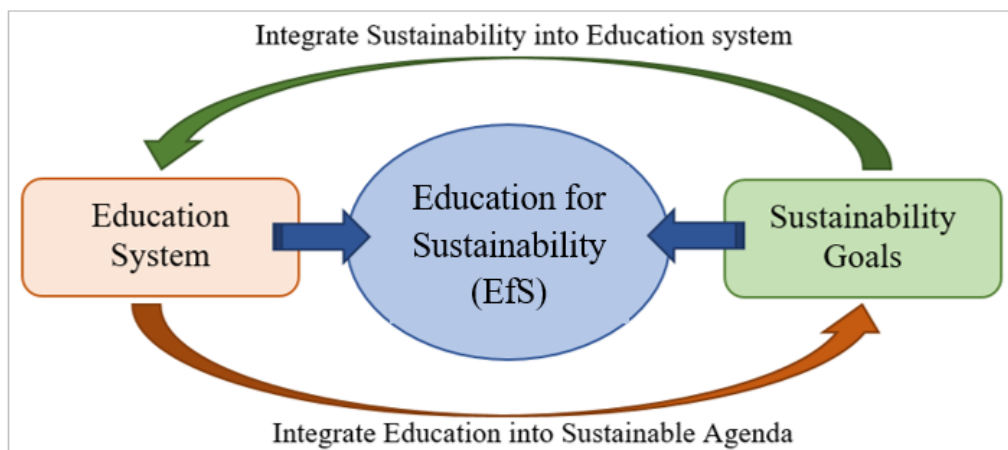 Integrate Sustainability into Education system
Education
System
Education for
Sustainability
(EfS)
Sustainability
Goals
Integrate Education into Sustainable Agenda